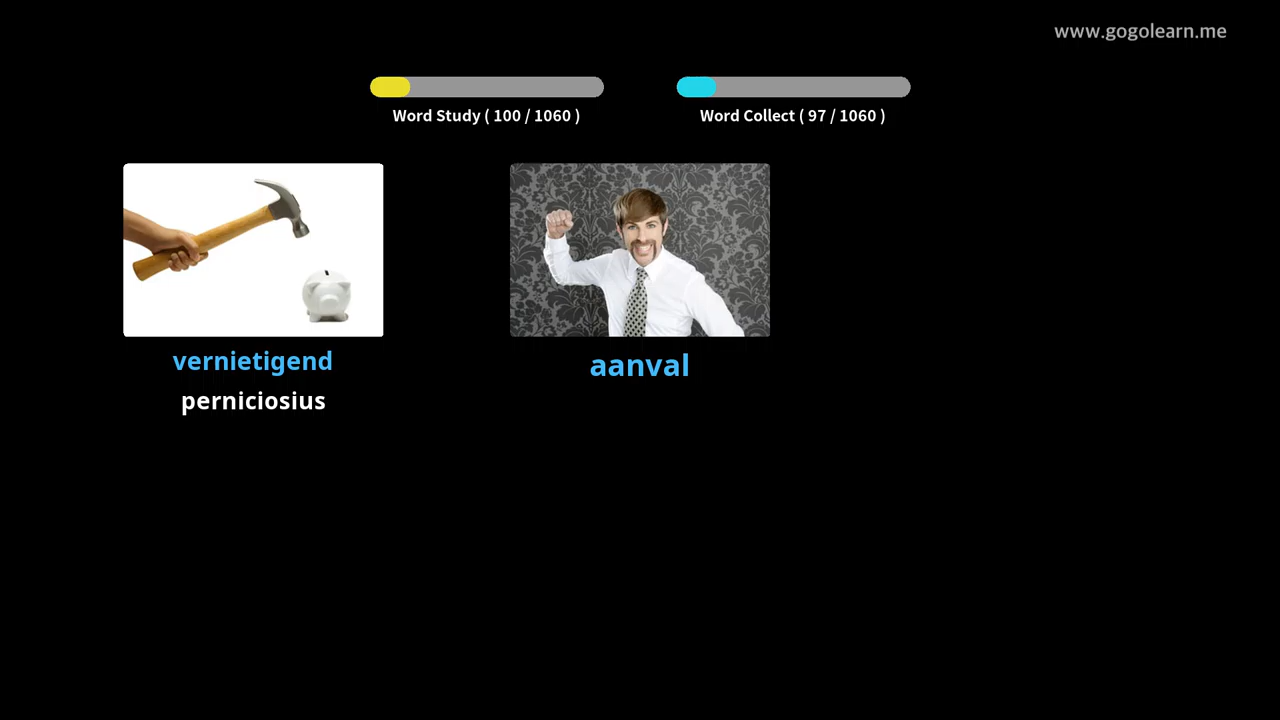 www.gogolearn.me
Word Study ( 100 / 1060 )
Word Collect ( 97 / 1060 )
vernietigend
perniciosius
aanval